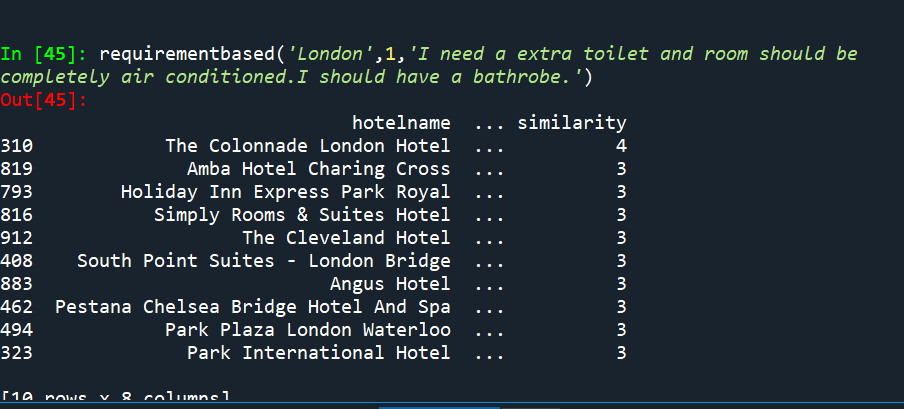 In [45]: requirementbased('London',1,'I need a extra toilet and room should be
completely air conditioned.I should have a bathrobe.')
Out[45]:
hotelname ... similarity
310 The Colonnade London Hotel ... 4
819 Amba Hotel Charing Cross ... 3
793 Holiday Inn Express Park Royal ... 3
816 Simply Rooms & Suites Hotel ... 3
912 The Cleveland Hotel ... 3
408 South Point Suites - London Bridge ... 3
883 Angus Hotel ... 3
462 Pestana Chelsea Bridge Hotel And Spa ... 3
494 Park Plaza London Waterloo ... 3
323 Park International Hotel ... 3
[10 rows x 8 columns]